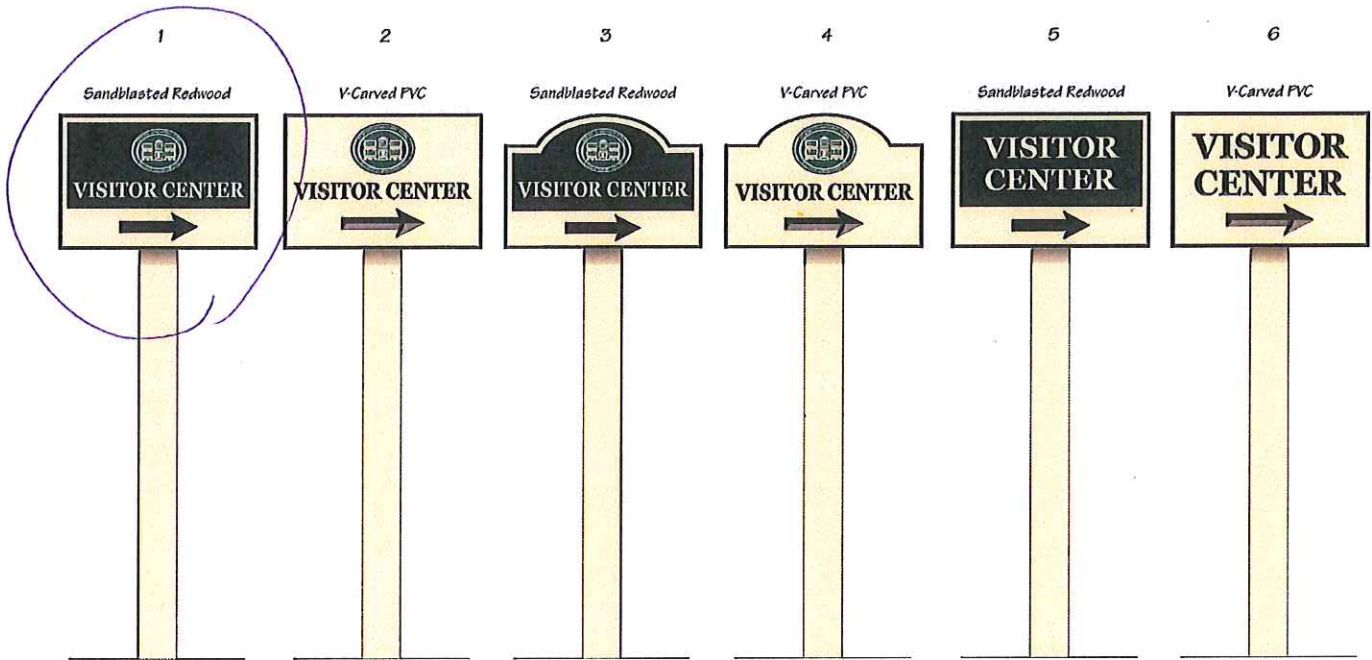 1
Sandblasted Redwood
VISITOR CENTER
2
V-Carved PVC
VISITOR CENTER
3
Sandblasted Redwood
VISITOR CENTER
4
V-Carved PVC
VISITOR CENTER
5
Sandblasted Redwood
VISITOR
CENTER
6
V-Carved PVC
VISITOR
CENTER